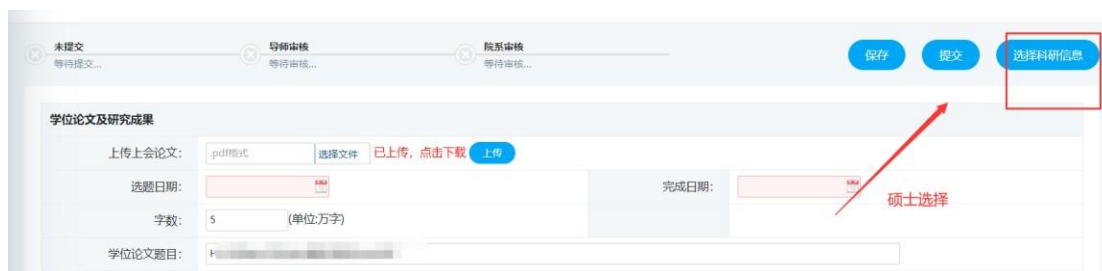 未提交
等待提交...
导师审核
等待审核...
院系审核
等待审核...
保存 提交 选择科研信息
学位论文及研究成果
上传上会论文: .pdf格式 选择文件 已上传，点击下载 上传
选题日期: 完成日期:
硕士选择
字数: 5 (单位:万字)
学位论文题目: H